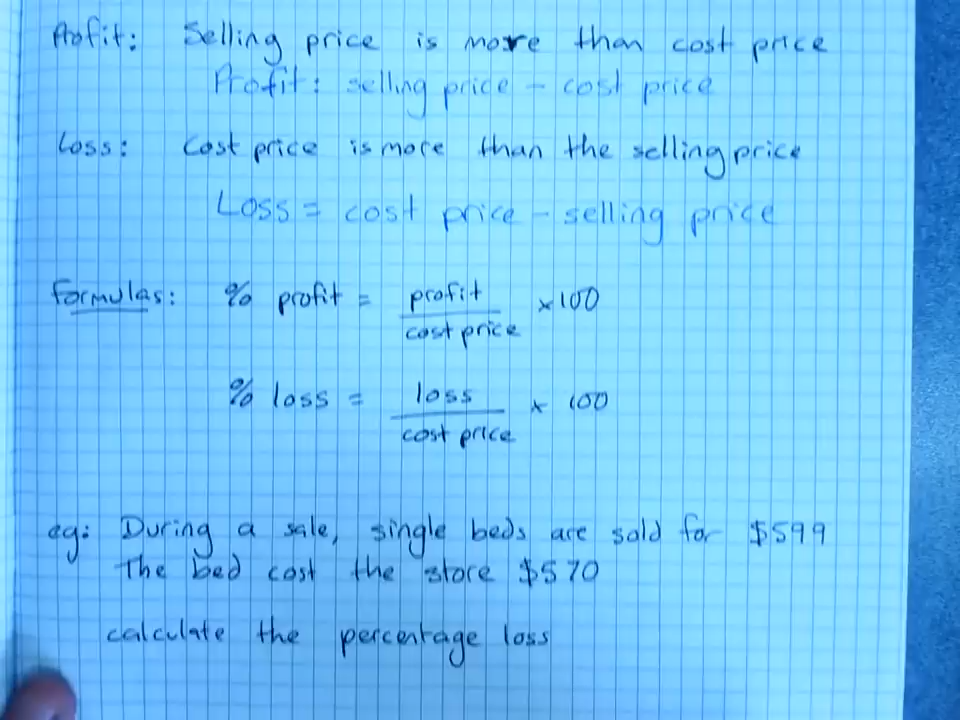 Profit: Selling price is more than cost price
Profit: selling price - cost price
Loss: Cost price is more than the selling price
Loss = cost price - selling price
formulas: % profit = profit/cost price ×100
% loss = loss/cost price × 100
eg: During a sale, single beds are sold for $599
The bed cost the store $570
calculate the percentage loss